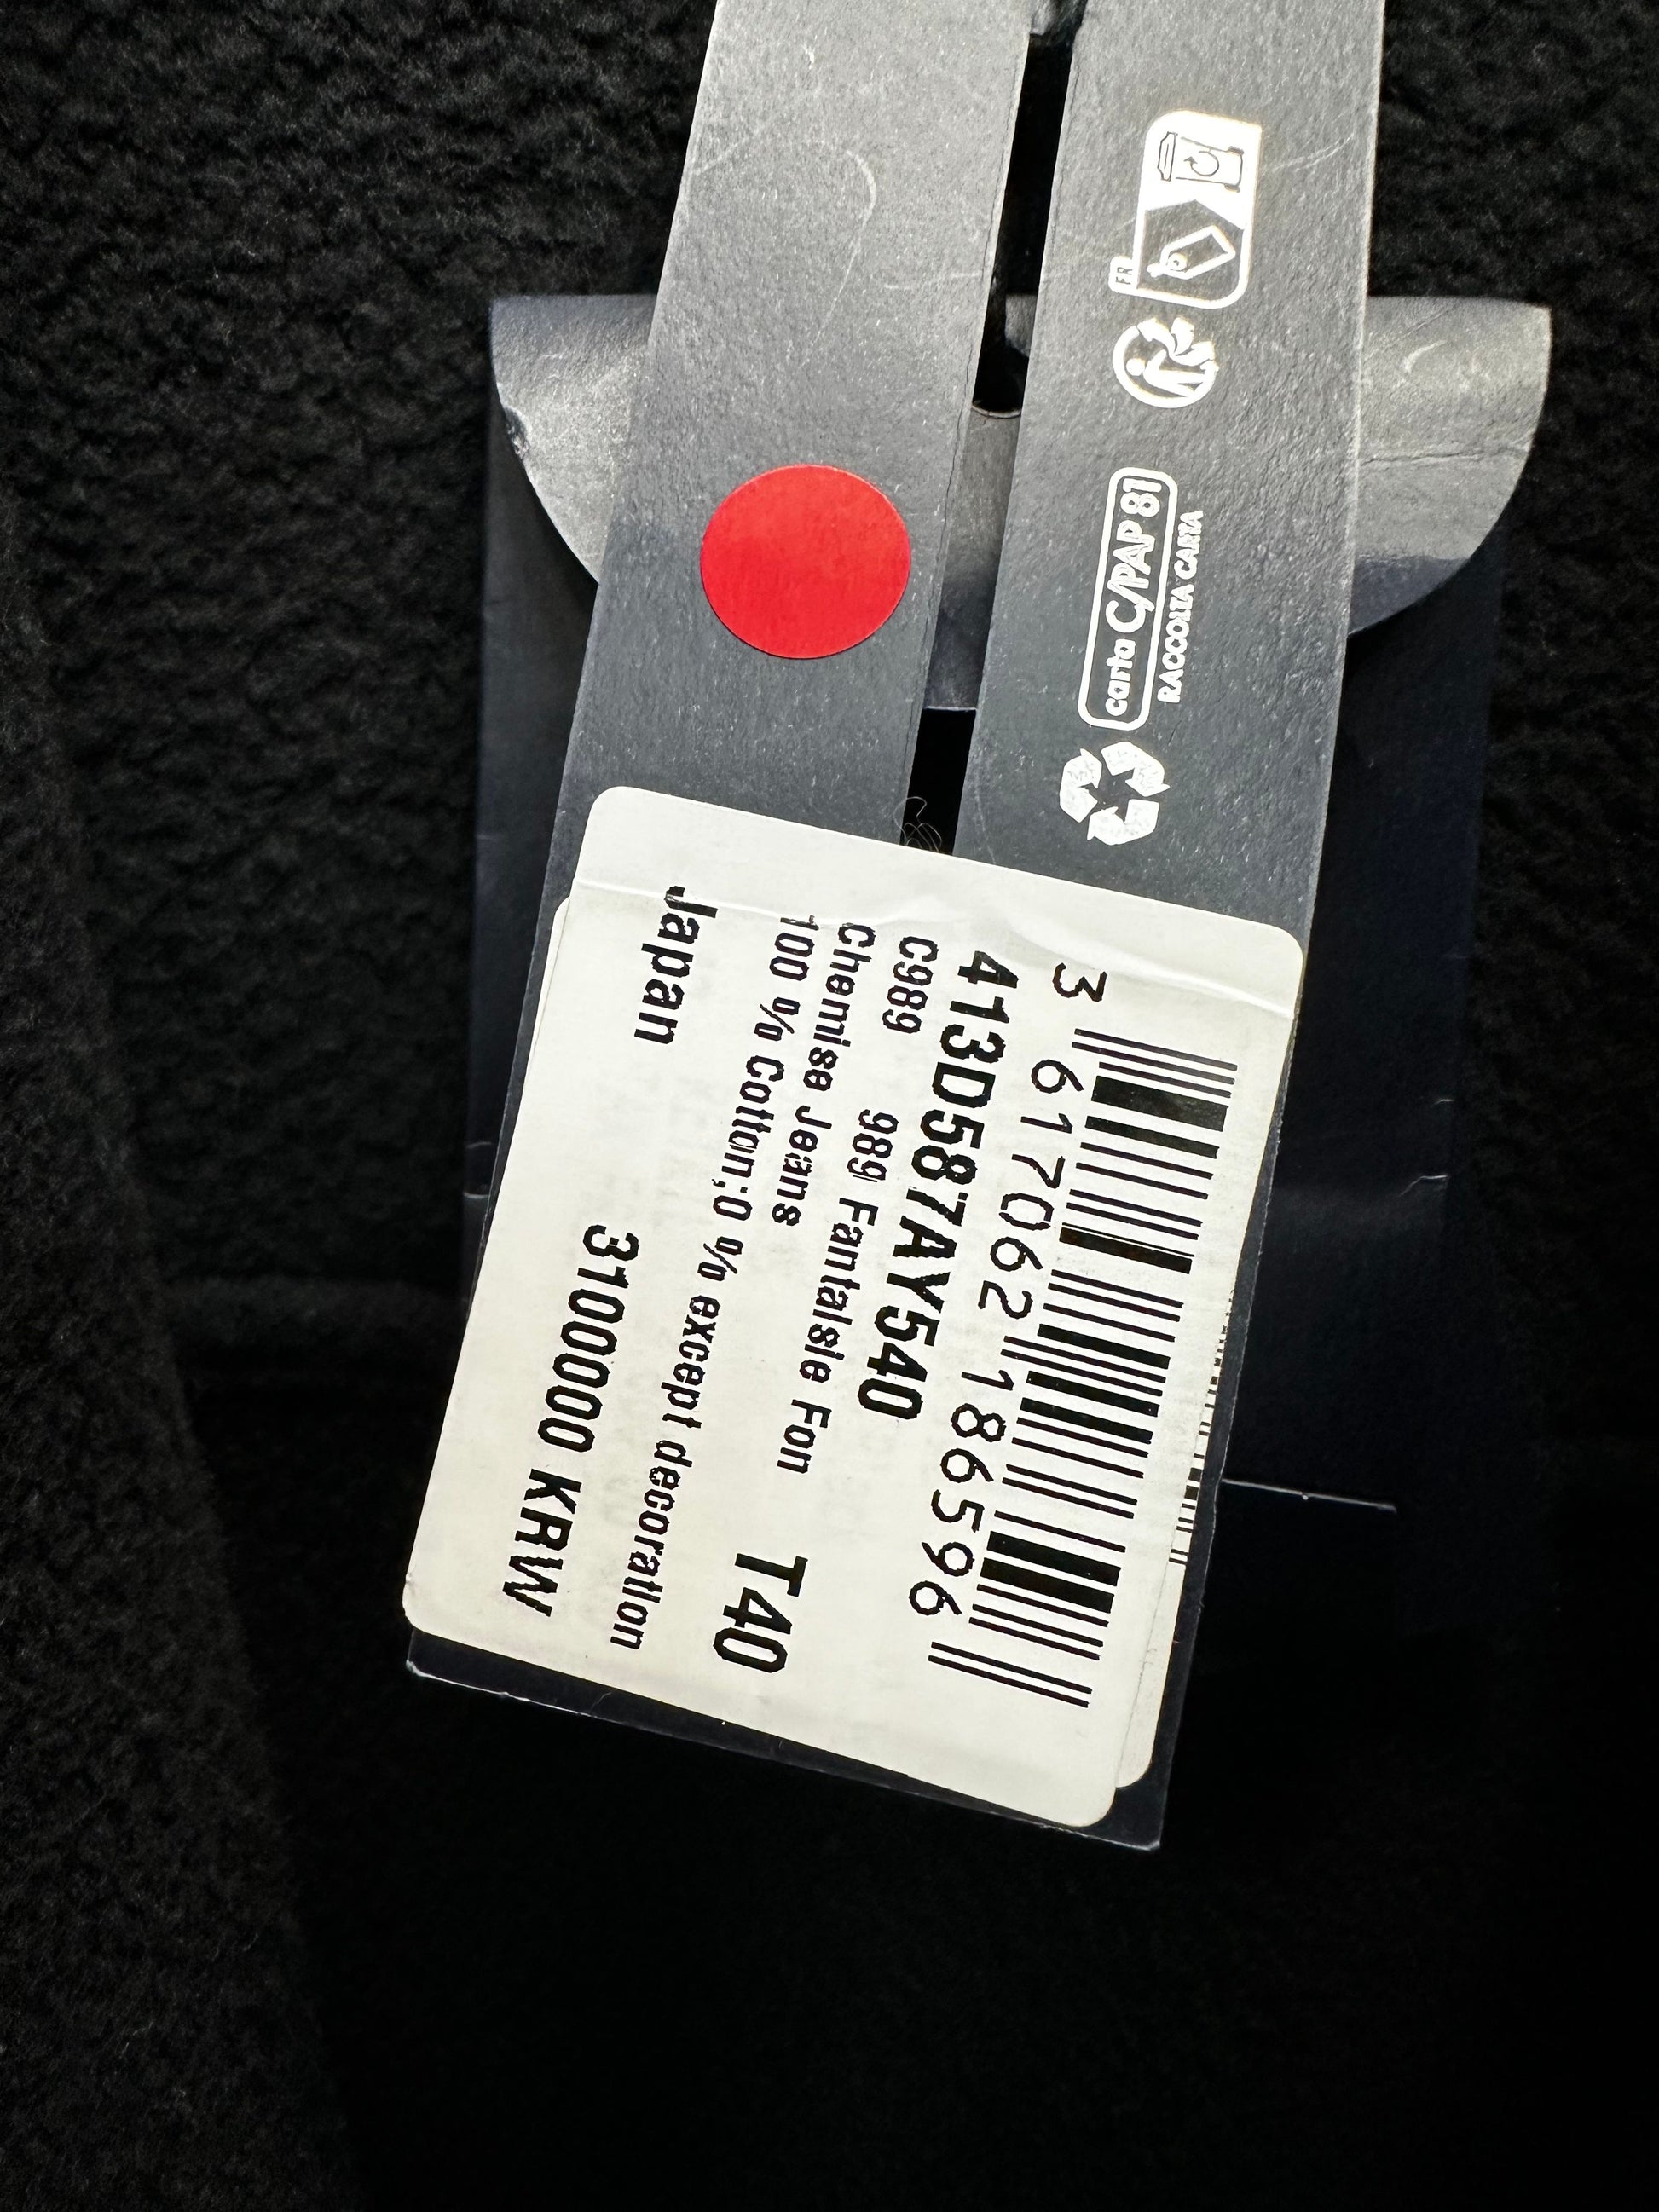 3 617062 186596
413D587AY540
C989 989 Fantaisie Fon
Chemise Jeans T40
100 % Cotton;0 % except decoration
Japan
3100000 KRW
FR
carta C/PAP 81
RACCOLTA CARTA